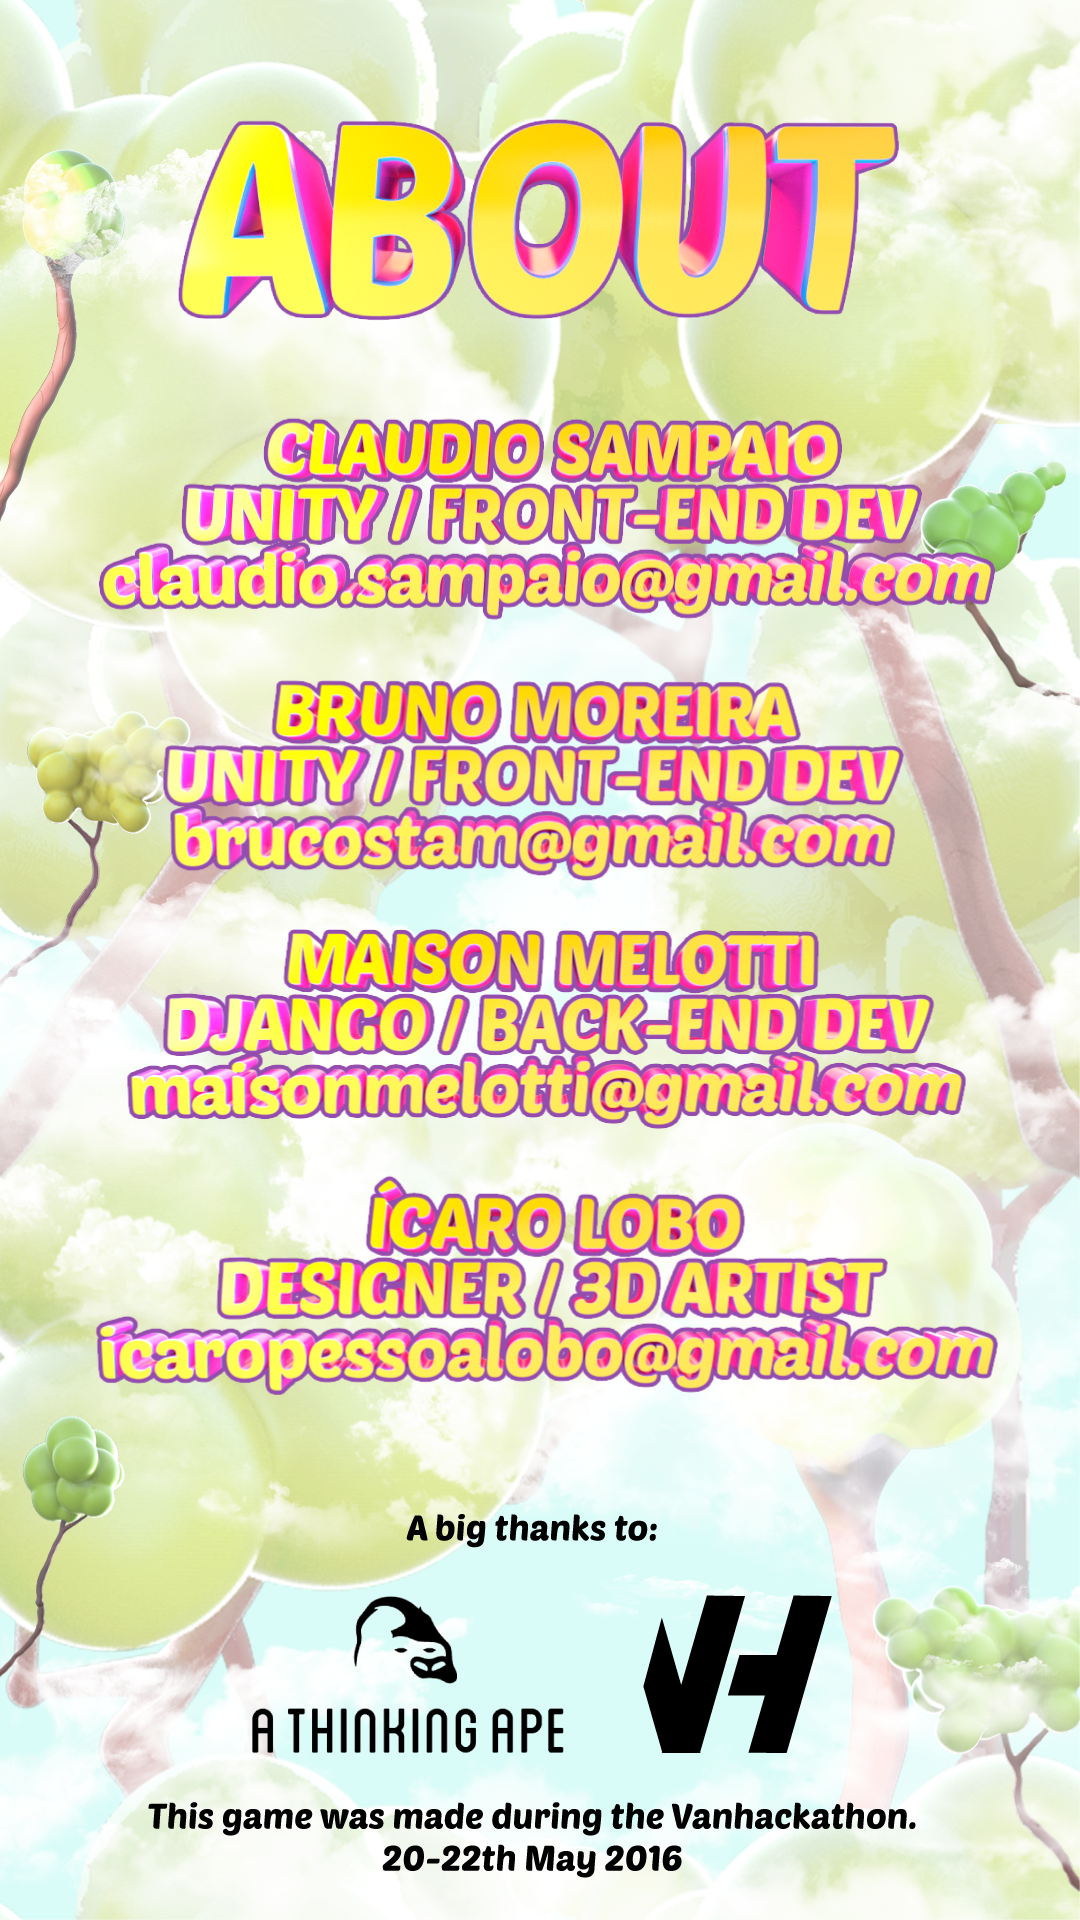 ABOUT
CLAUDIO SAMPAIO
UNITY / FRONT-END DEV
claudio.sampaio@gmail.com
BRUNO MOREIRA
UNITY / FRONT-END DEV
brucostam@gmail.com
MAISON MELOTTI
DJANGO / BACK-END DEV
maisonmelotti@gmail.com
ÍCARO LOBO
DESIGNER / 3D ARTIST
icaropessoalobo@gmail.com
A big thanks to:
A THINKING APE
VH
This game was made during the Vanhackathon.
20-22th May 2016